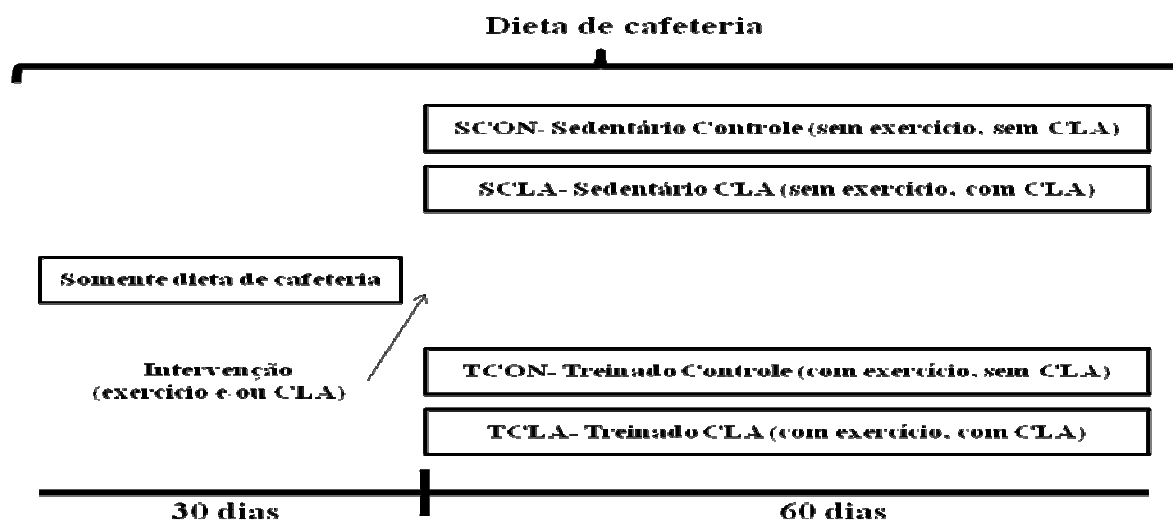 Dieta de cafeteria
SCON- Sedentário Controle (sem exercício, sem CLA)
SCLA- Sedentário CLA (sem exercício, com CLA)
Somente dieta de cafeteria
Intervenção
(exercício e ou CLA)
TCON- Treinado Controle (com exercício, sem CLA)
TCLA- Treinado CLA (com exercício, com CLA)
30 dias
60 dias